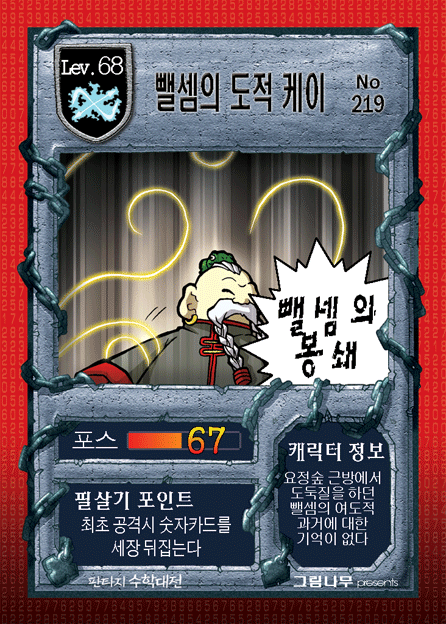 Lev.68
뺄셈의 도적 케이
No
219
뺄셈의
봉쇄
포스 67
필살기 포인트
최초 공격시 숫자카드를
세장 뒤집는다
캐릭터 정보
요정숲 근방에서
도둑질을 하던
뺄셈의 여도적
과거에 대한
기억이 없다
판타지 수학대전
그림나무 presents